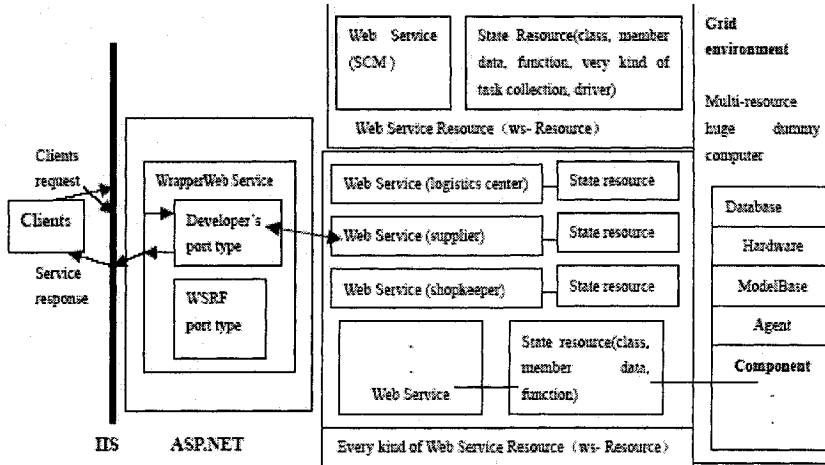 Clients
request
Clients
Service
response
IIS
WrapperWeb Service
Developer's
port type
WSRF
port type
ASP.NET
Web Service
(SCM)
State Resource(class, member
data, function, very kind of
task collection, driver)
Web Service Resource (ws- Resource)
Web Service (logistics center)
State resource
Web Service (supplier)
State resource
Web Service (shopkeeper)
State resource
.
.
Web Service
State resource(class,
member data,
function)
Every kind of Web Service Resource (ws- Resource)
Grid
environment
Multi-resource
huge dummy
computer
Database
Hardware
ModelBase
Agent
Component
.
.